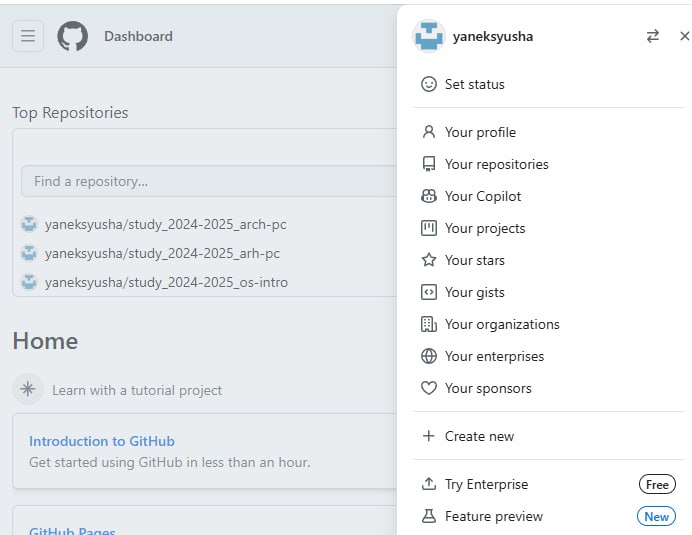 Dashboard
Top Repositories
Find a repository...
yaneksyusha/study_2024-2025_arch-pc
yaneksyusha/study_2024-2025_arh-pc
yaneksyusha/study_2024-2025_os-intro
Home
Learn with a tutorial project
Introduction to GitHub
Get started using GitHub in less than an hour.
GitHub Pages
yaneksyusha
Set status
Your profile
Your repositories
Your Copilot
Your projects
Your stars
Your gists
Your organizations
Your enterprises
Your sponsors
Create new
Try Enterprise Free
Feature preview New